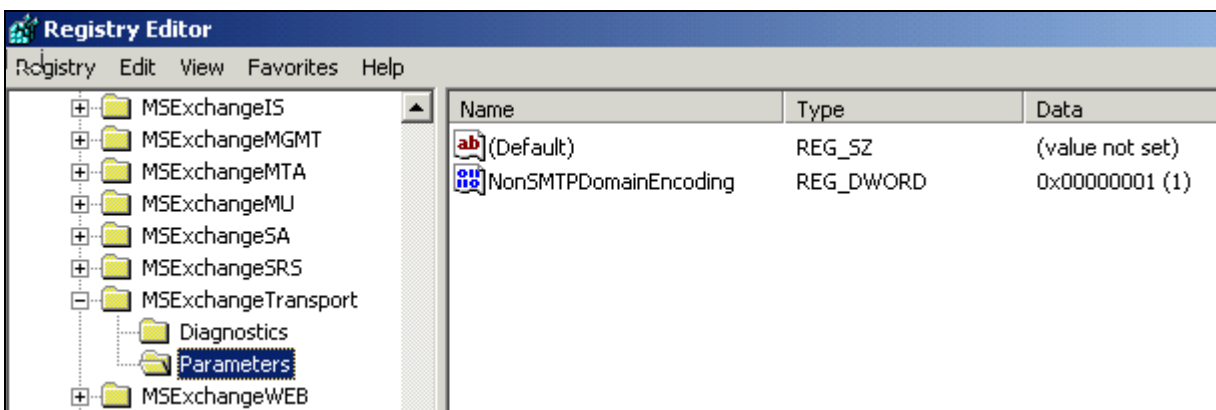 Registry Editor
Registry Edit View Favorites Help
MSExchangeIS
MSExchangeMGMT
MSExchangeMTA
MSExchangeMU
MSExchangeSA
MSExchangeSRS
MSExchangeTransport
Diagnostics
Parameters
MSExchangeWEB
Name Type Data
(Default) REG_SZ (value not set)
NonSMTPDomainEncoding REG_DWORD 0x00000001 (1)